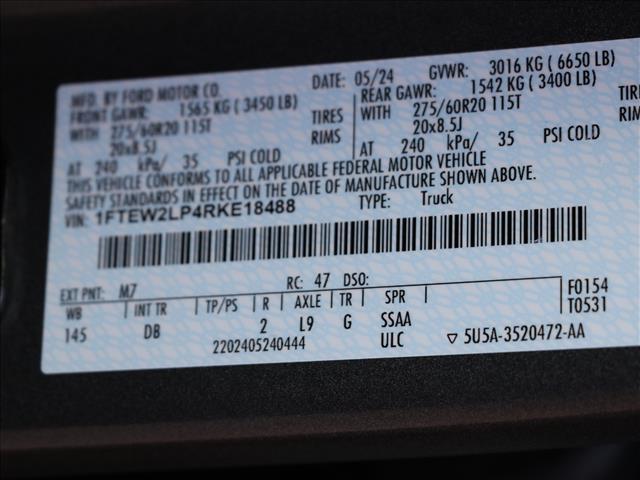 MFD. BY FORD MOTOR CO. DATE: 05/24 GVWR: 3016 KG ( 6650 LB)
FRONT GAWR: 1565 KG ( 3450 LB) REAR GAWR: 1542 KG ( 3400 LB)
WITH 275/60R20 115T TIRES WITH 275/60R20 115T TIRE
20x8.5J RIMS 20x8.5J RIM
AT 240 kPa/ 35 PSI COLD AT 240 kPa/ 35 PSI COLD
THIS VEHICLE CONFORMS TO ALL APPLICABLE FEDERAL MOTOR VEHICLE
SAFETY STANDARDS IN EFFECT ON THE DATE OF MANUFACTURE SHOWN ABOVE.
VIN: 1FTEW2LP4RKE18488 TYPE: Truck
EXT PNT: M7 RC: 47 DSO:
WB INT TR TP/PS R AXLE TR SPR F0154
145 DB 2 L9 G SSAA T0531
2202405240444 ULC ▽ 5U5A-3520472-AA